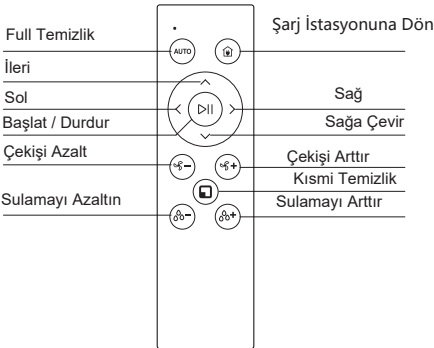 Full Temizlik
Şarj İstasyonuna Dön
AUTO
İleri
Sol
Sağ
Başlat / Durdur
Sağa Çevir
Çekişi Azalt
Çekişi Arttır
Kısmi Temizlik
Sulamayı Azaltın
Sulamayı Arttır